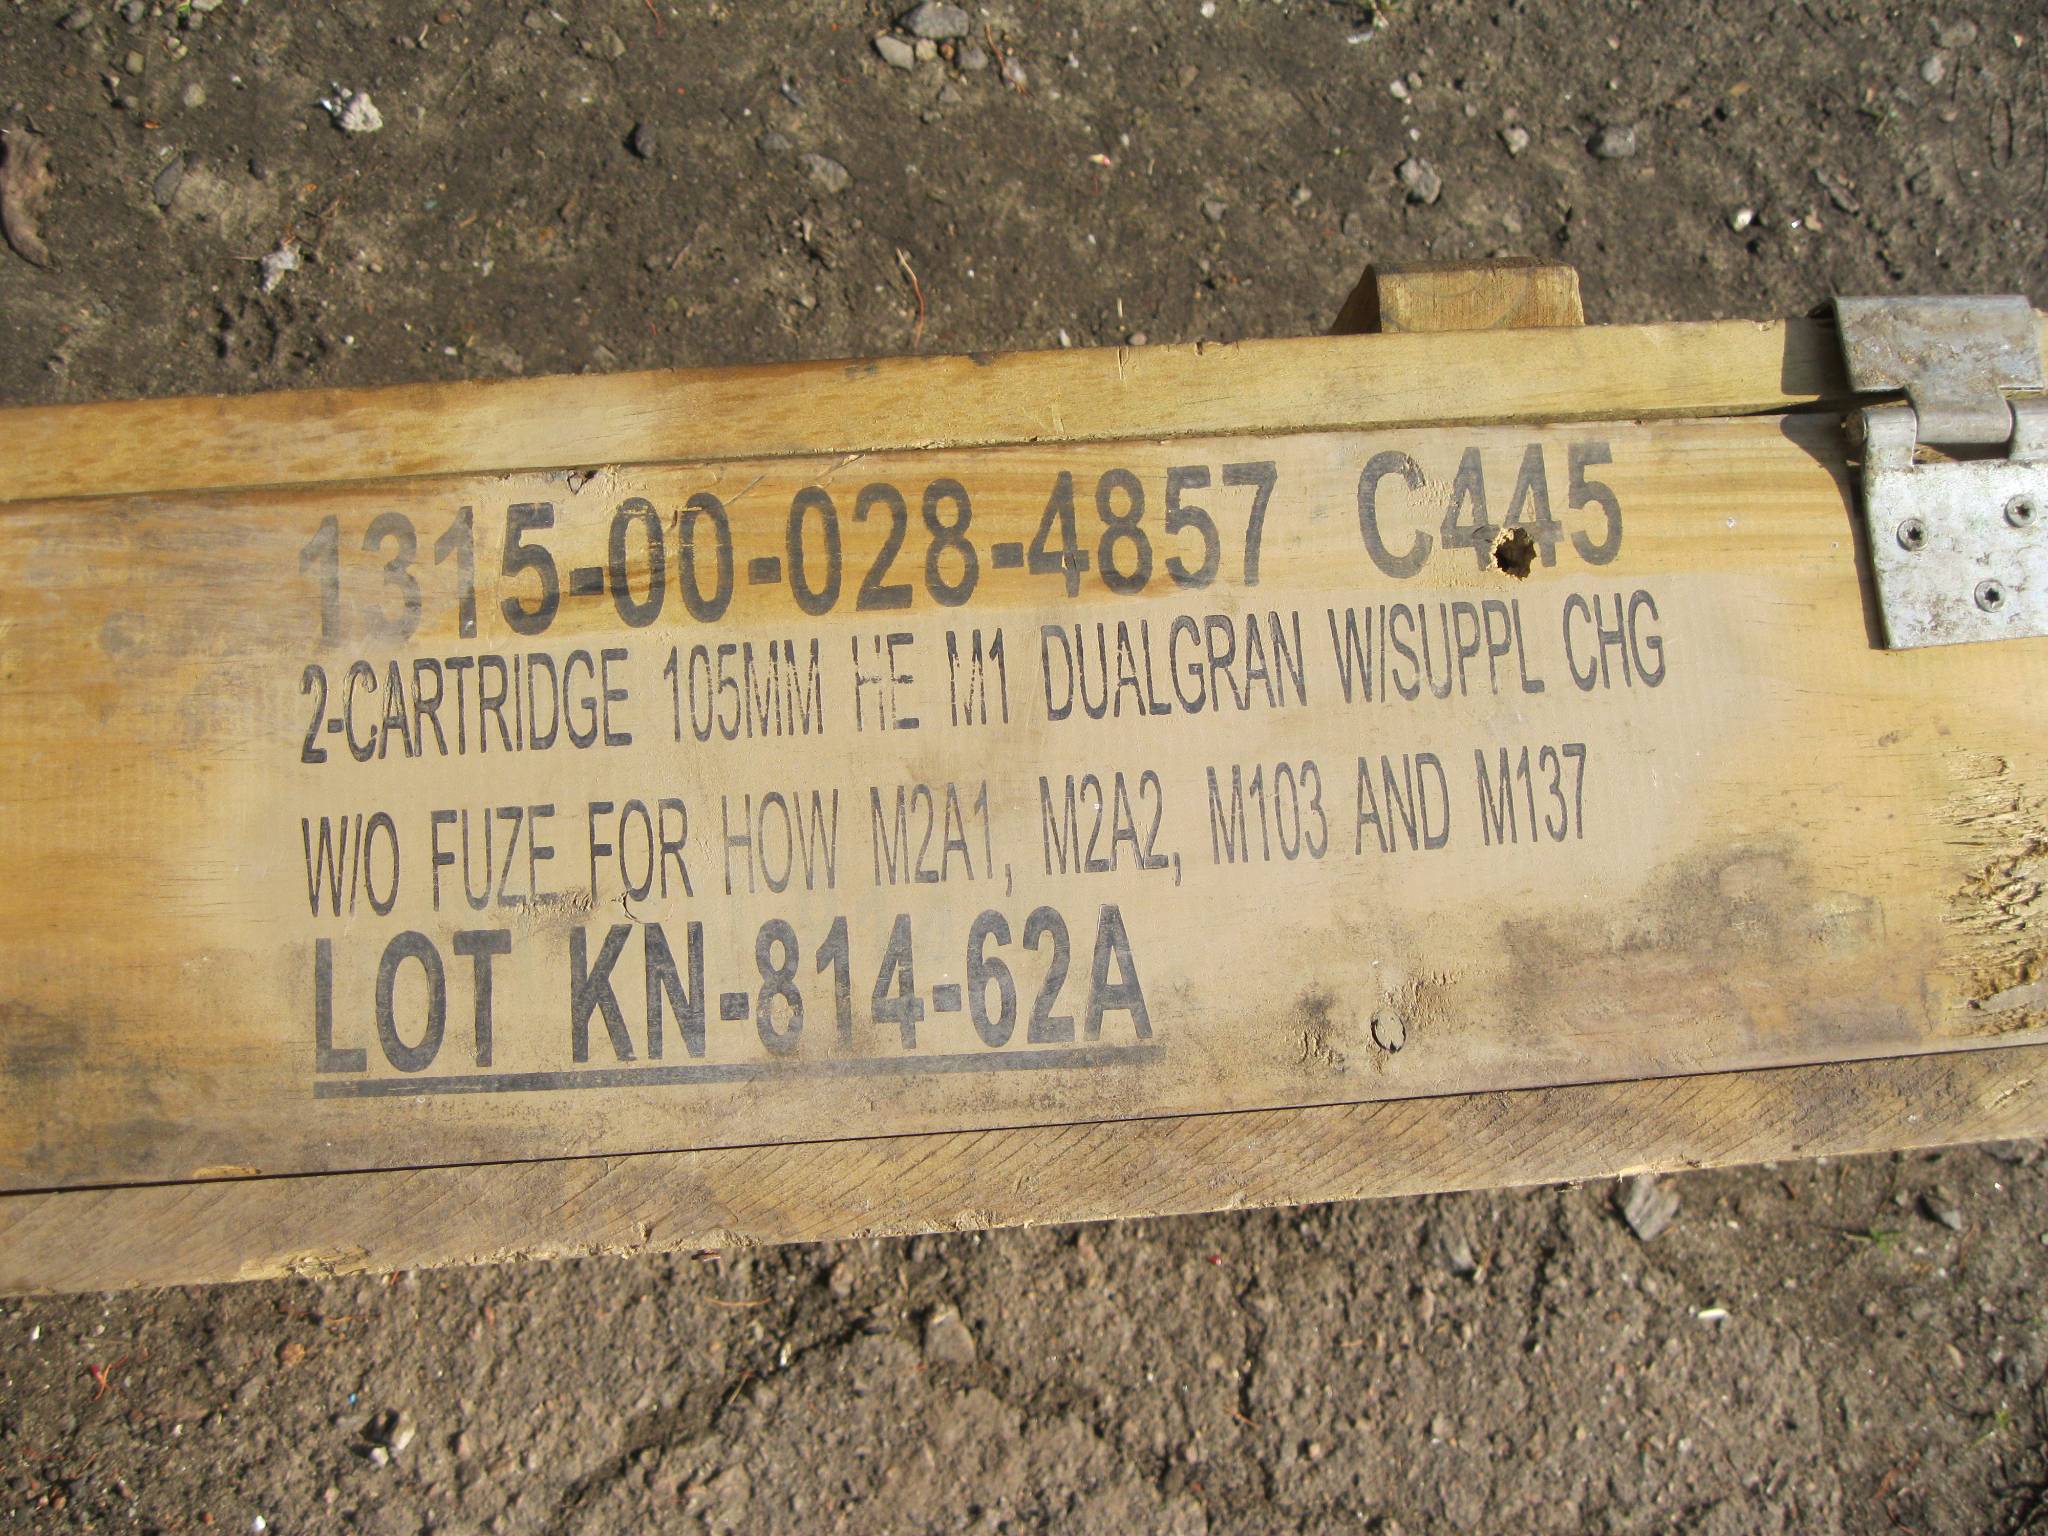 1315-00-028-4857 C445
2-CARTRIDGE 105MM HE M1 DUALGRAN W/SUPPL CHG
W/O FUZE FOR HOW M2A1, M2A2, M103 AND M137
LOT KN-814-62A